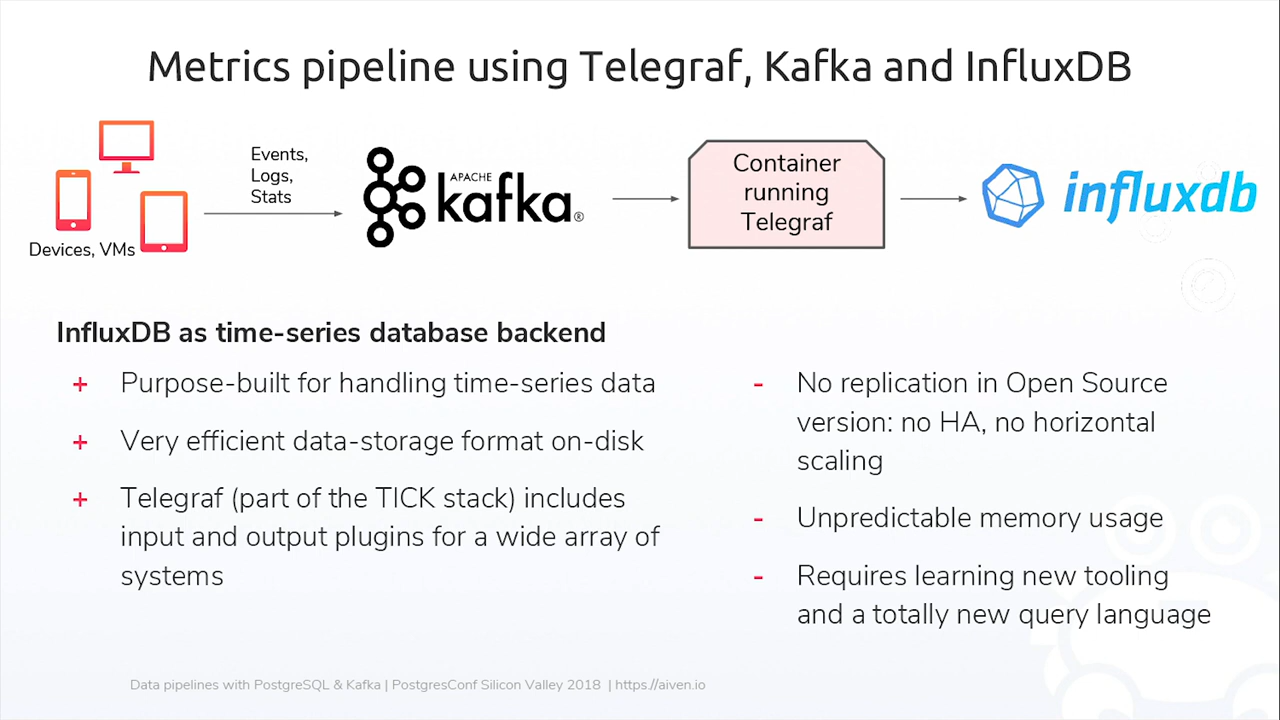 Metrics pipeline using Telegraf, Kafka and InfluxDB
Events,
Logs,
Stats
Devices, VMs
APACHE
kafka®
Container
running
Telegraf
influxdb
InfluxDB as time-series database backend
+ Purpose-built for handling time-series data
+ Very efficient data-storage format on-disk
+ Telegraf (part of the TICK stack) includes
input and output plugins for a wide array of
systems
- No replication in Open Source
version: no HA, no horizontal
scaling
- Unpredictable memory usage
- Requires learning new tooling
and a totally new query language
Data pipelines with PostgreSQL & Kafka | PostgresConf Silicon Valley 2018 | https://aiven.io